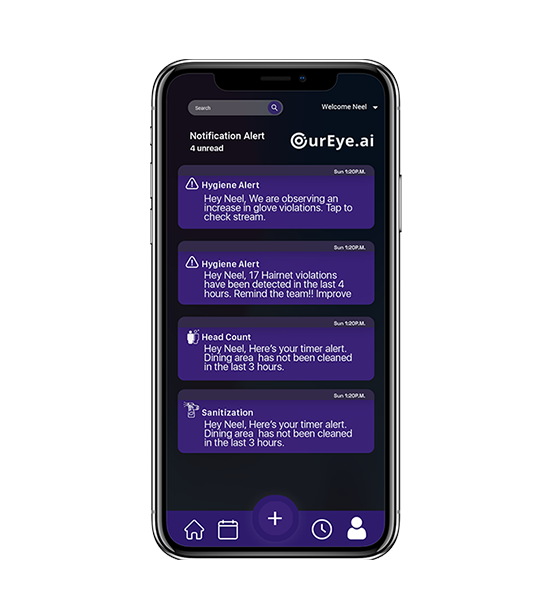 Search
Welcome Neel
Notification Alert
4 unread
OurEye.ai
Sun 1:20P.M.
Hygiene Alert
Hey Neel, We are observing an
increase in glove violations. Tap to
check stream.
Sun 1:20P.M.
Hygiene Alert
Hey Neel, 17 Hairnet violations
have been detected in the last 4
hours. Remind the team!! Improve
Sun 1:20P.M.
Head Count
Hey Neel, Here's your timer alert.
Dining area has not been cleaned
in the last 3 hours.
Sun 1:20P.M.
Sanitization
Hey Neel, Here's your timer alert.
Dining area has not been cleaned
in the last 3 hours.